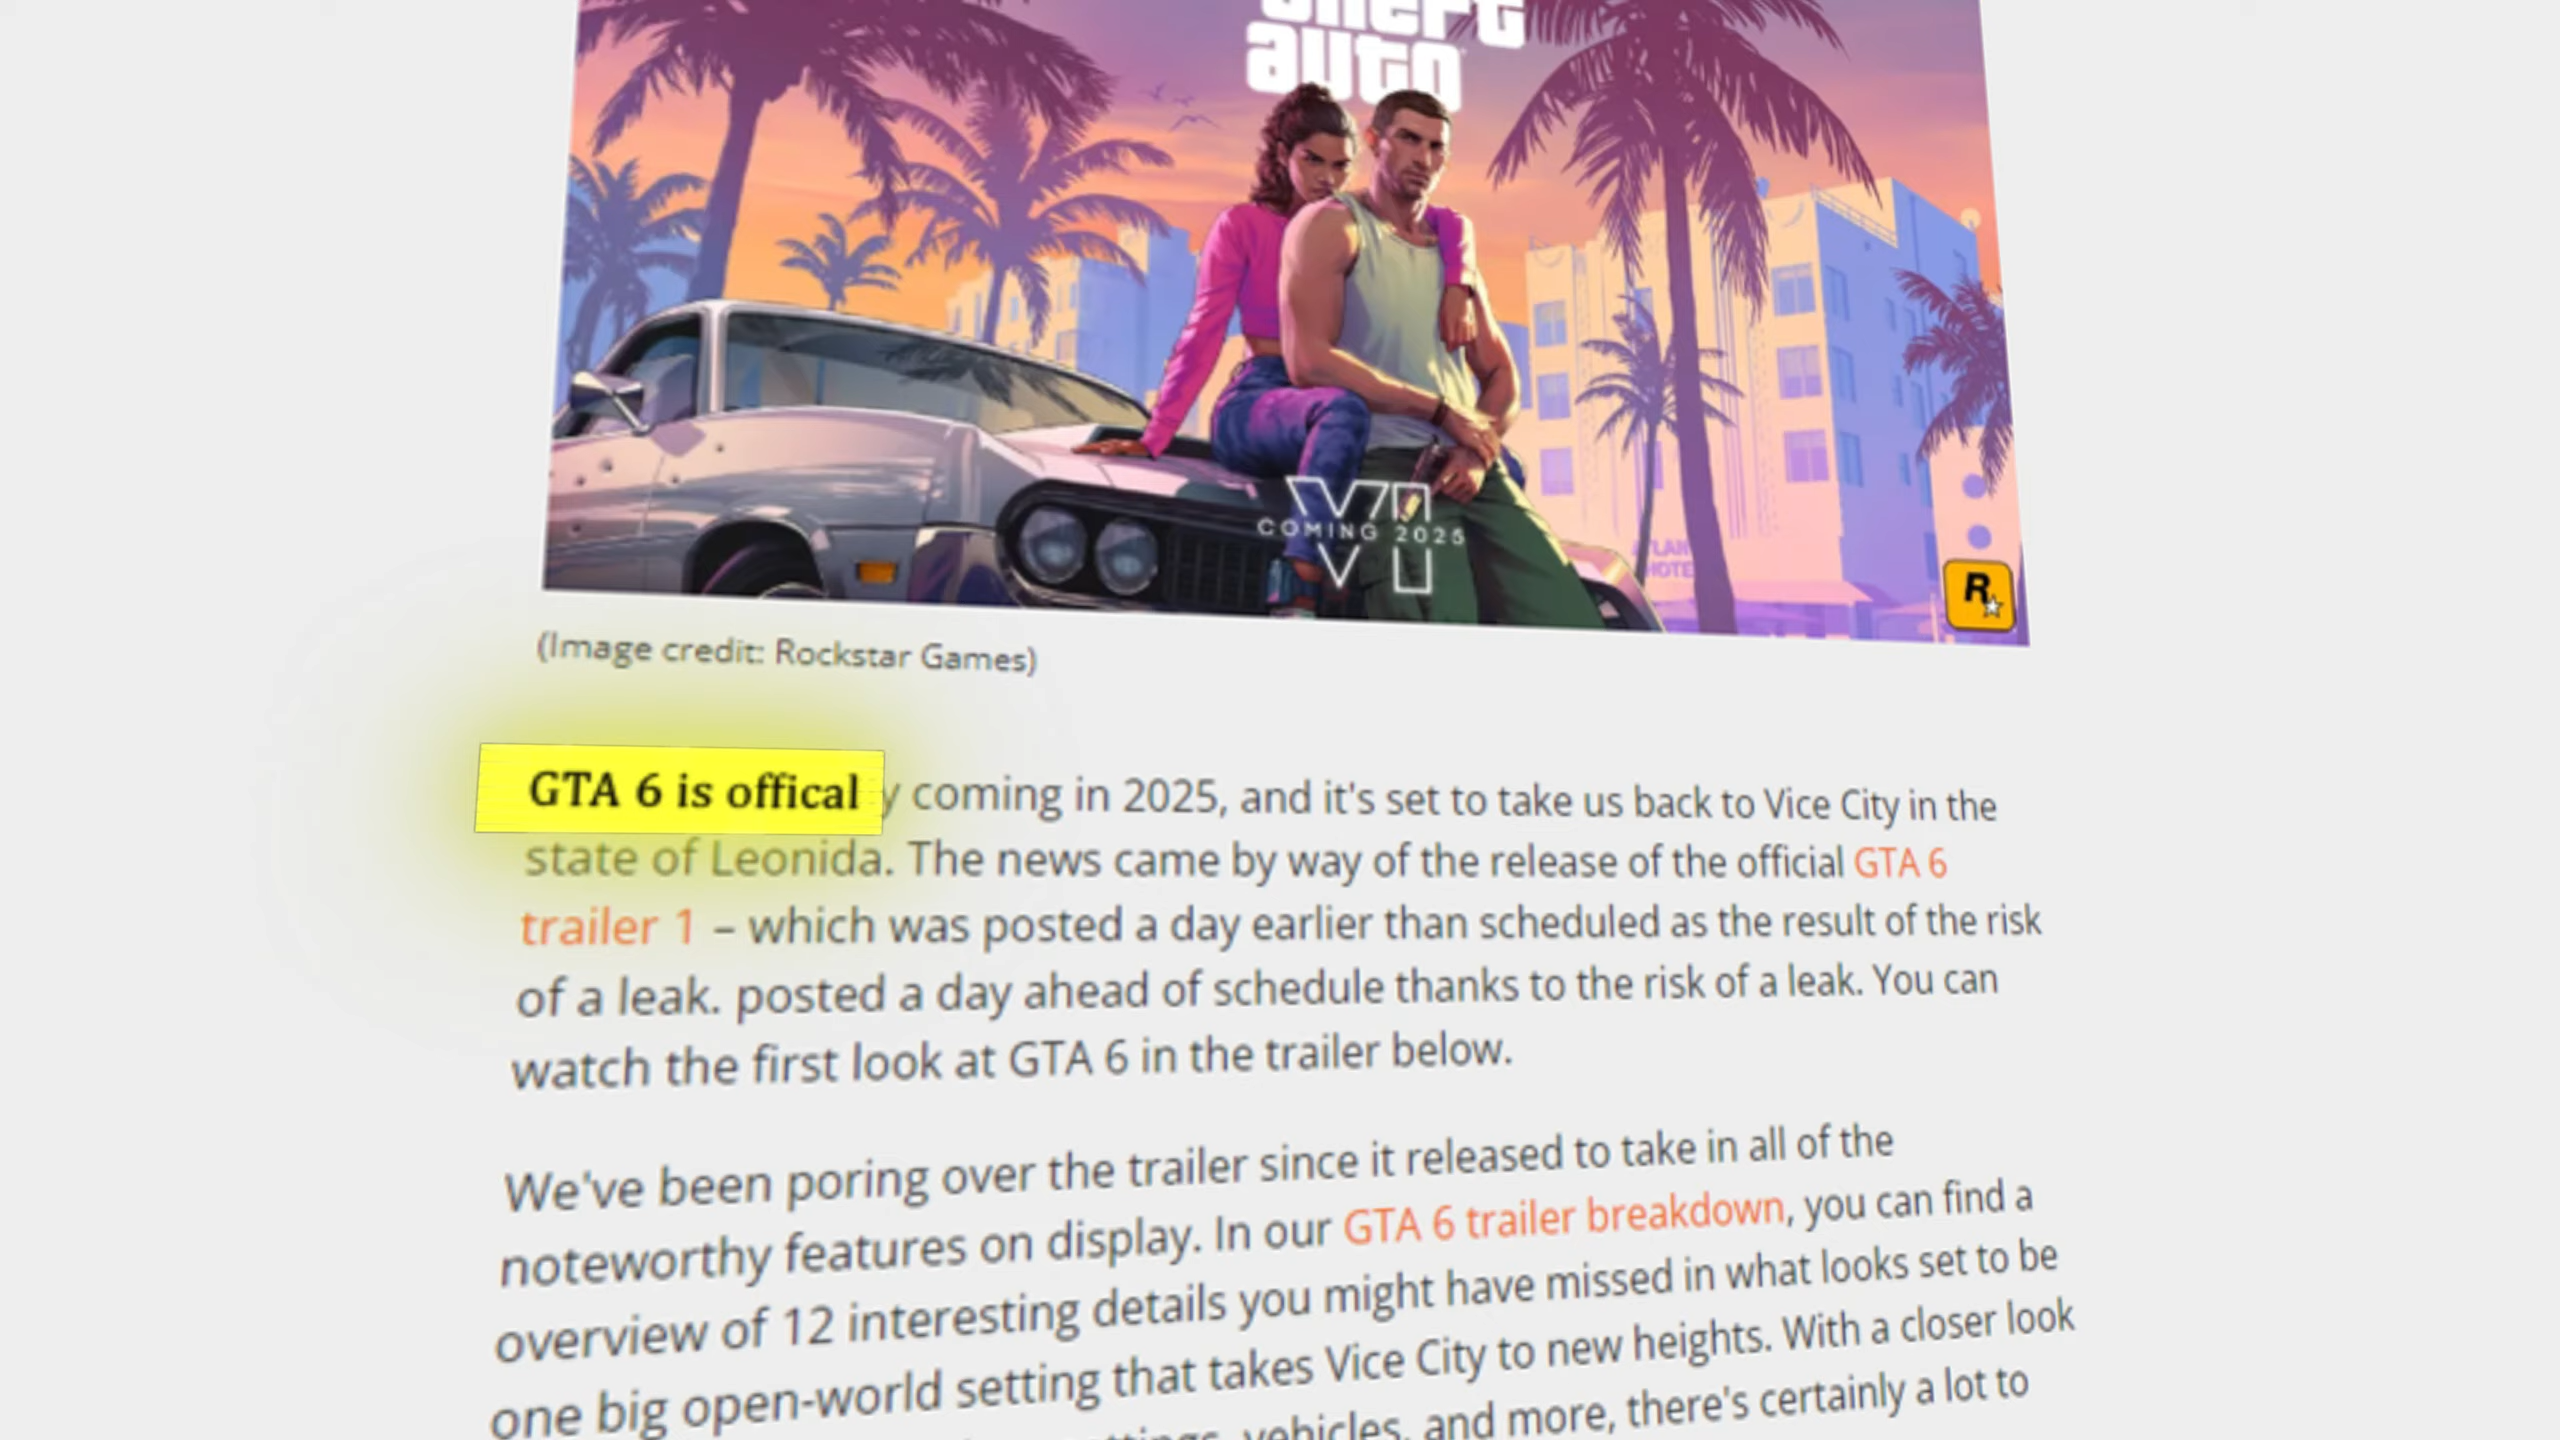 theft
auto
VI
COMING 2025
ATLAN
HOTE
R
(Image credit: Rockstar Games)
GTA 6 is offical y coming in 2025, and it's set to take us back to Vice City in the
state of Leonida. The news came by way of the release of the official GTA 6
trailer 1 – which was posted a day earlier than scheduled as the result of the risk
of a leak. posted a day ahead of schedule thanks to the risk of a leak. You can
watch the first look at GTA 6 in the trailer below.
We've been poring over the trailer since it released to take in all of the
noteworthy features on display. In our GTA 6 trailer breakdown, you can find a
overview of 12 interesting details you might have missed in what looks set to be
one big open-world setting that takes Vice City to new heights. With a closer look
vehicles, and more, there's certainly a lot to